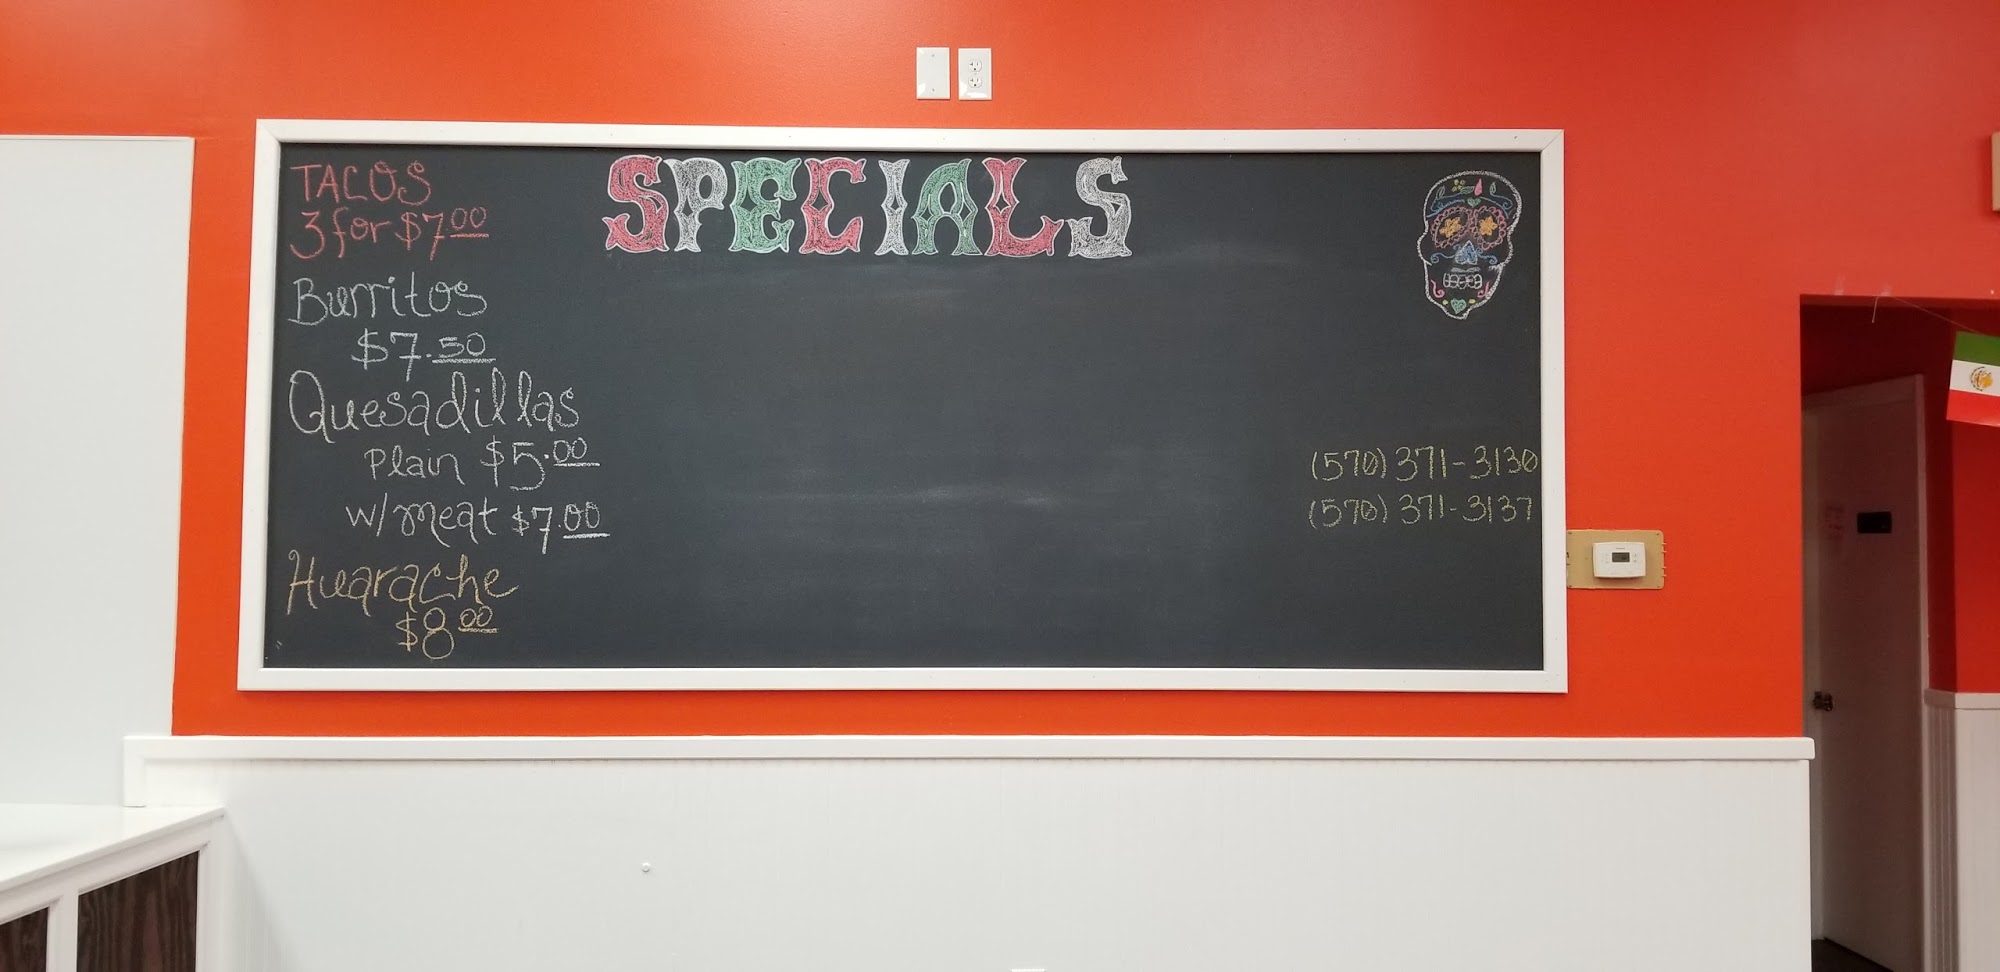 SPECIALS
TACOS
3 for $7.00
Burritos
$7.50
Quesadillas
Plain $5.00
w/meat $7.00
Huarache
$8.00
(570) 371-3130
(570) 371-3137